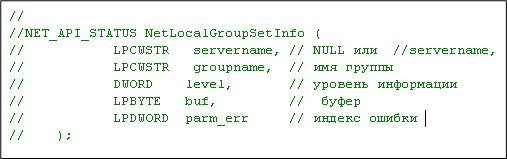 //
//NET_API_STATUS NetLocalGroupSetInfo (
//        LPCWSTR   servername, // NULL или  //servername,
//        LPCWSTR   groupname,  // имя группы
//        DWORD   level,       // уровень информации
//        LPBYTE  buf,         //  буфер
//        LPDWORD  parm_err     // индекс ошибки
//    );